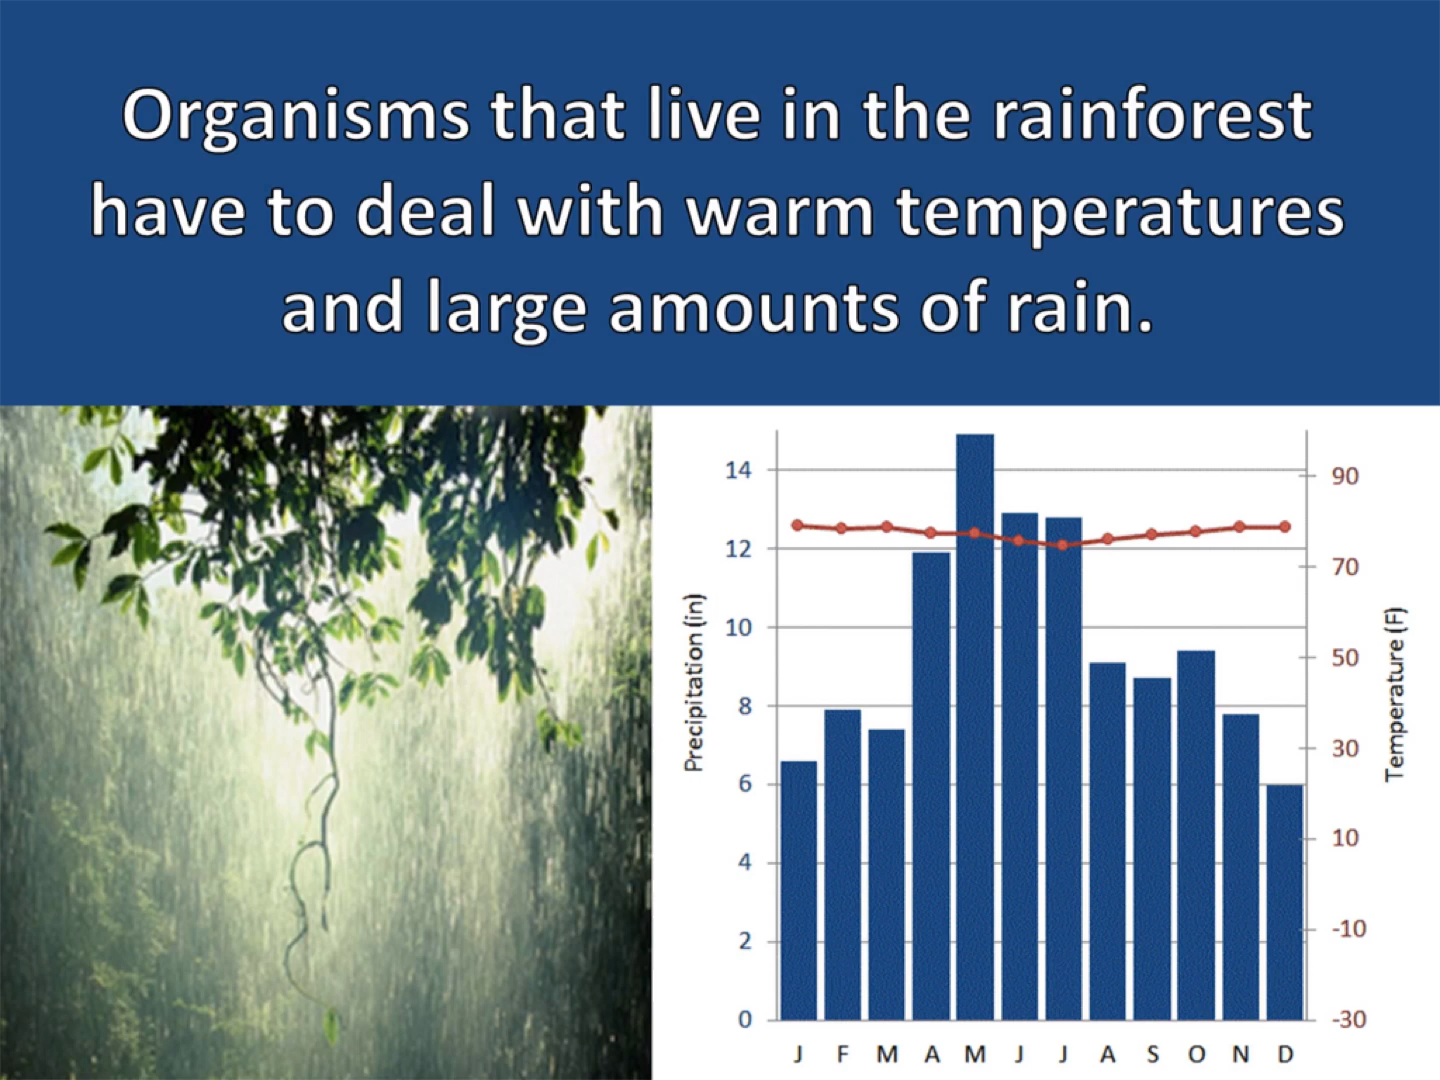 Organisms that live in the rainforest
have to deal with warm temperatures
and large amounts of rain.
Precipitation (in)
14
12
10
8
6
4
2
0
90
70
50
30
10
-10
-30
Temperature (F)
J F M A M J J A S O N D